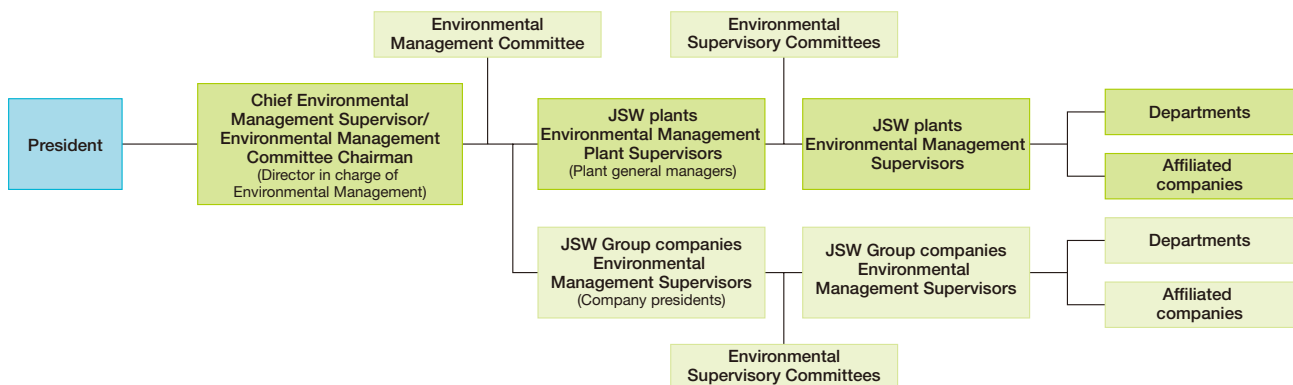 Environmental
Management Committee
Environmental
Supervisory Committees
President
Chief Environmental
Management Supervisor/
Environmental Management
Committee Chairman
(Director in charge of
Environmental Management)
JSW plants
Environmental Management
Plant Supervisors
(Plant general managers)
JSW plants
Environmental Management
Supervisors
Departments
Affiliated
companies
JSW Group companies
Environmental
Management Supervisors
(Company presidents)
JSW Group companies
Environmental
Management Supervisors
Departments
Affiliated
companies
Environmental
Supervisory Committees